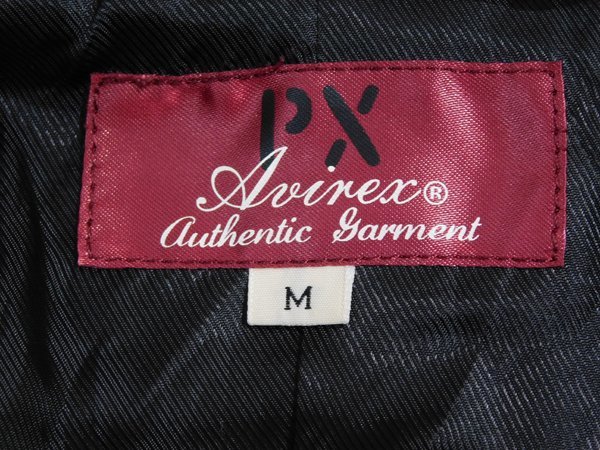 PX
Avirex®
Authentic Garment
M